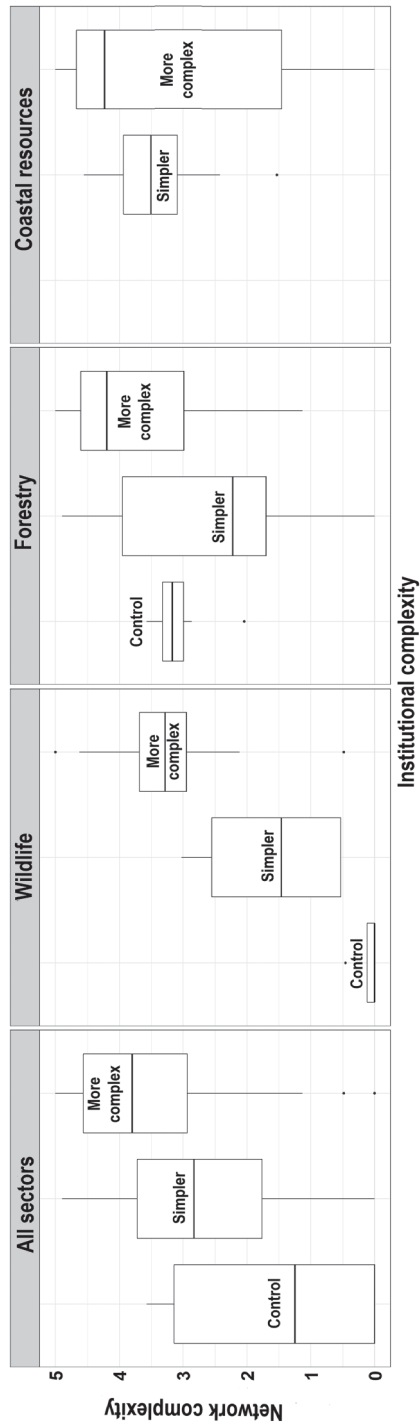 All sectors
Wildlife
Forestry
Coastal resources
Network complexity
5
4
3
2
1
0
Control
Simpler
More
complex
Control
Simpler
More
complex
Control
Simpler
More
complex
Simpler
More
complex
Institutional complexity